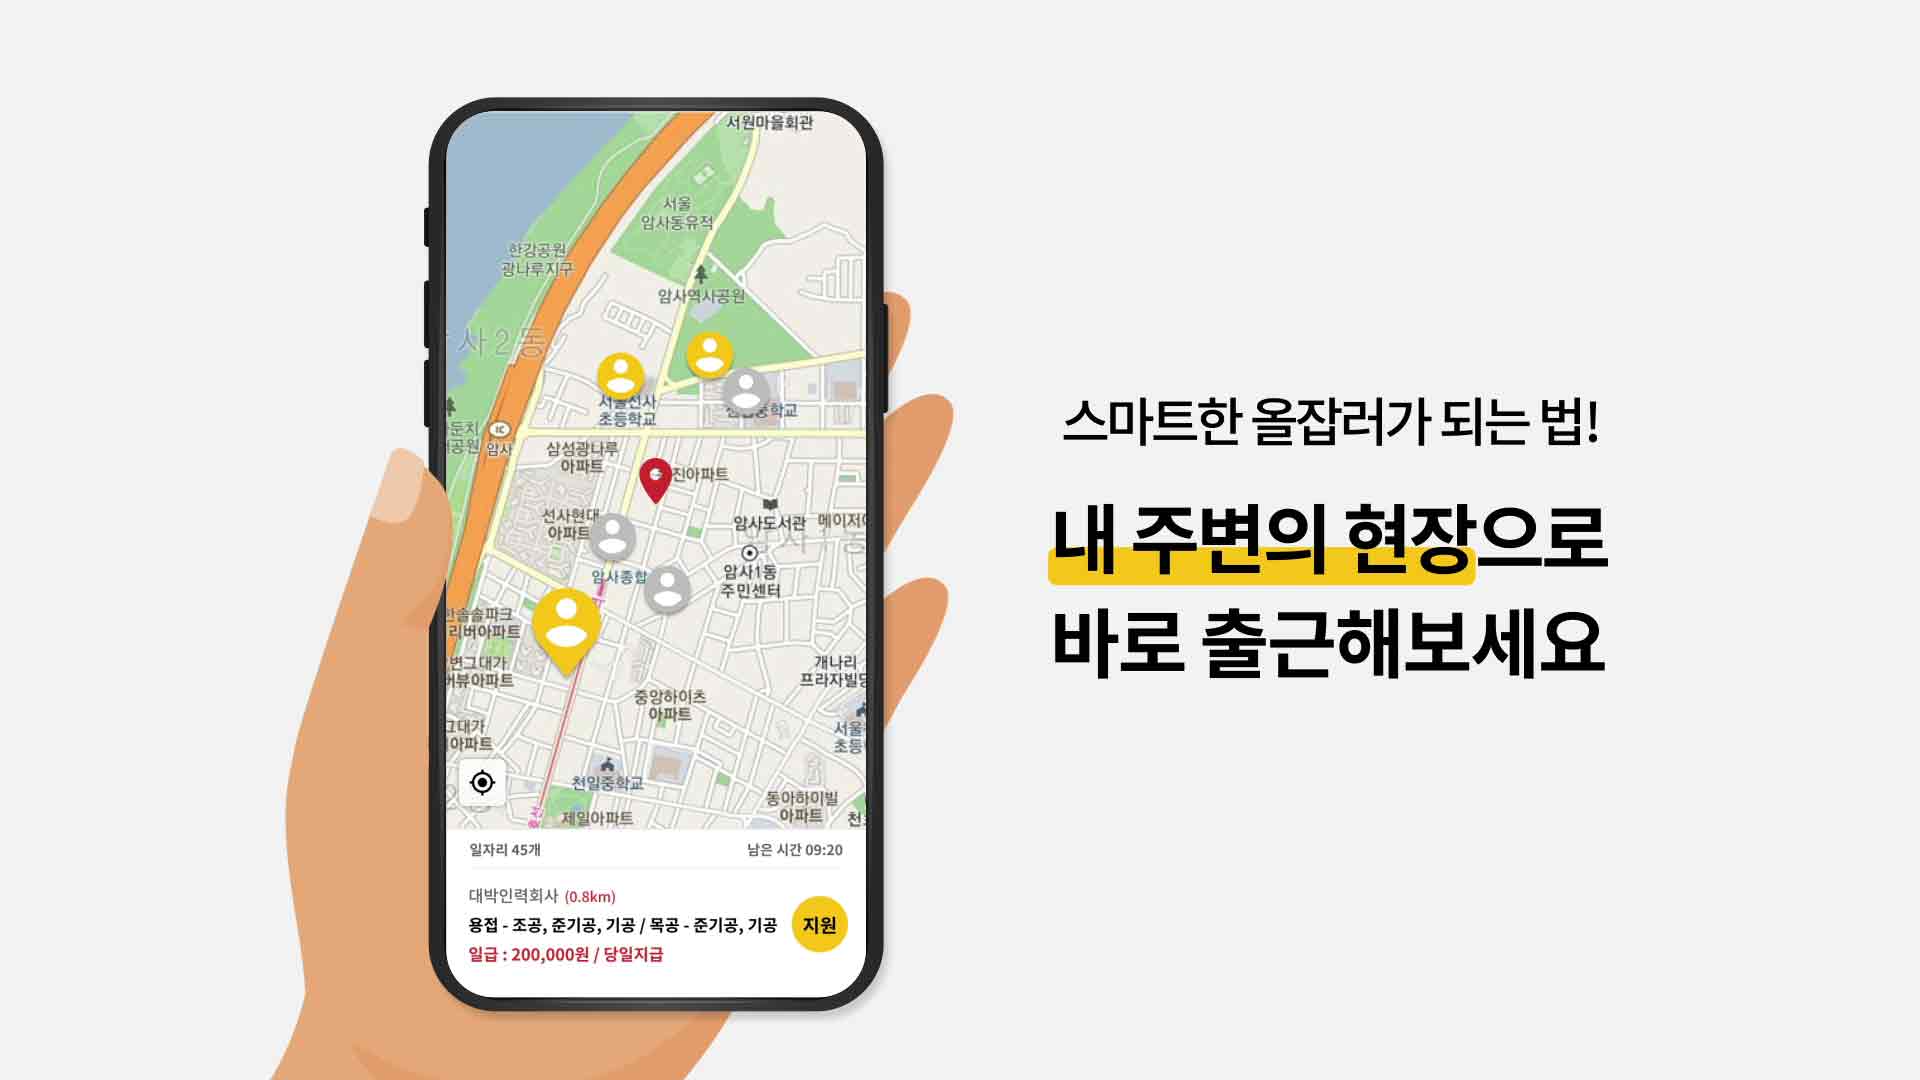 서원마을회관
서울
암사동유적
한강공원
광나루지구
암사역사공원
사2동
서울선사
초등학교
중학교
둔치
공원
IC
암사
삼성광나루
아파트
진아파트
선사현대
아파트
암사도서관
메이저
암사종합
암사1동
주민센터
한솔솔파크
리버아파트
변그대가
버뷰아파트
개나리
프라자빌딩
중앙하이츠
아파트
그대가
아파트
서울
초등
천일중학교
제일아파트
동아하이빌
아파트
일자리 45개
남은 시간 09:20
대박인력회사 (0.8km)
용접 - 조공, 준기공, 기공 / 목공 - 준기공, 기공
일급 : 200,000원 / 당일지급
지원
스마트한 올잡러가 되는 법!
내 주변의 현장으로
바로 출근해보세요